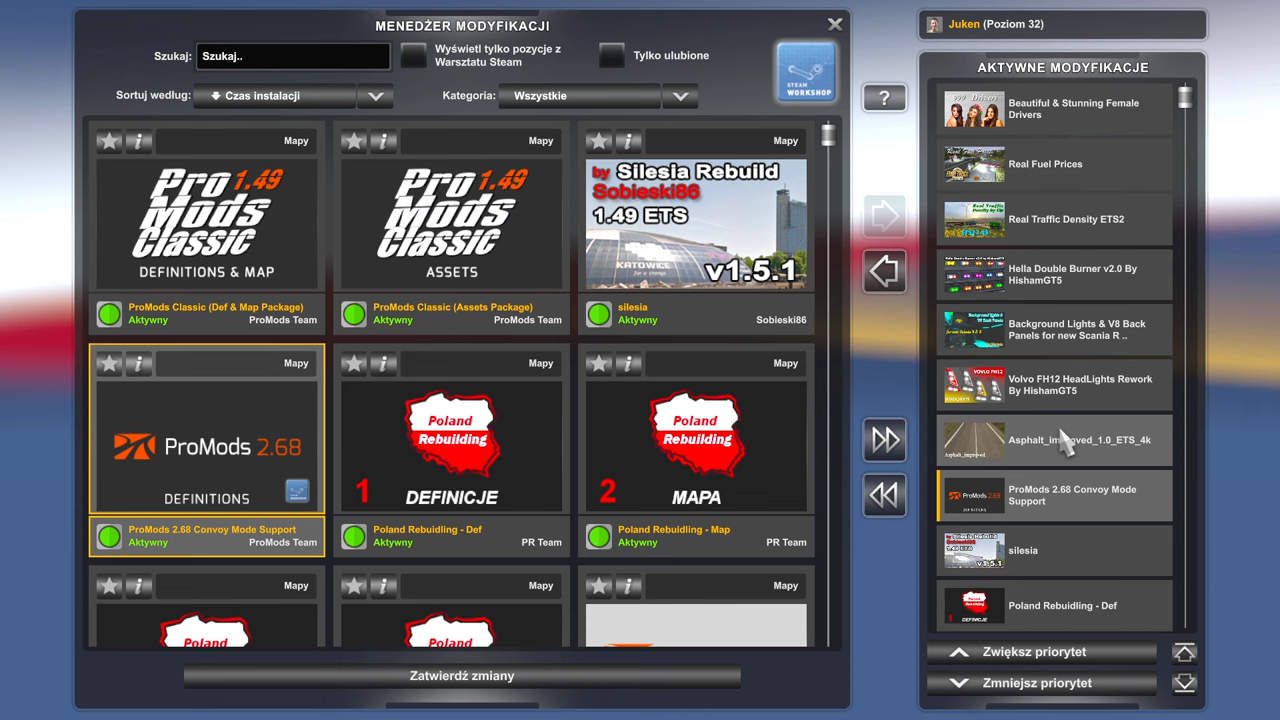 MENEDŻER MODYFIKACJI
Szukaj:
Szukaj..
Wyświetl tylko pozycje z
Warsztatu Steam
Tylko ulubione
STEAM
WORKSHOP
Sortuj według:
Czas instalacji
Kategoria:
Wszystkie
Mapy
Pro 1.49
Mods
Classic
DEFINITIONS & MAP
ProMods Classic (Def & Map Package)
Aktywny
ProMods Team
Mapy
Pro 1.49
Mods
Classic
ASSETS
ProMods Classic (Assets Package)
Aktywny
ProMods Team
Mapy
by Silesia Rebuild
Sobieski86
1.49 ETS
KATOWICE
for a change
v1.5.1
silesia
Aktywny
Sobieski86
Mapy
ProMods 2.68
DEFINITIONS
ProMods 2.68 Convoy Mode Support
Aktywny
ProMods Team
Mapy
Poland
Rebuilding
1 DEFINICJE
Poland Rebuidling - Def
Aktywny
PR Team
Mapy
Poland
Rebuilding
2 MAPA
Poland Rebuidling - Map
Aktywny
PR Team
Mapy
Poland
Mapy
Poland
Mapy
Zatwierdź zmiany
?
Juken (Poziom 32)
AKTYWNE MODYFIKACJE
Beautiful & Stunning Female
Drivers
Real Fuel Prices
Real Traffic Density ETS2
Hella Double Burner v2.0 By
HishamGT5
Background Lights & V8 Back
Panels for new Scania R ..
Volvo FH12 HeadLights Rework
By HishamGT5
Asphalt_improved_1.0_ETS_4k
ProMods 2.68 Convoy Mode
Support
silesia
Poland Rebuidling - Def
Zwiększ priorytet
Zmniejsz priorytet